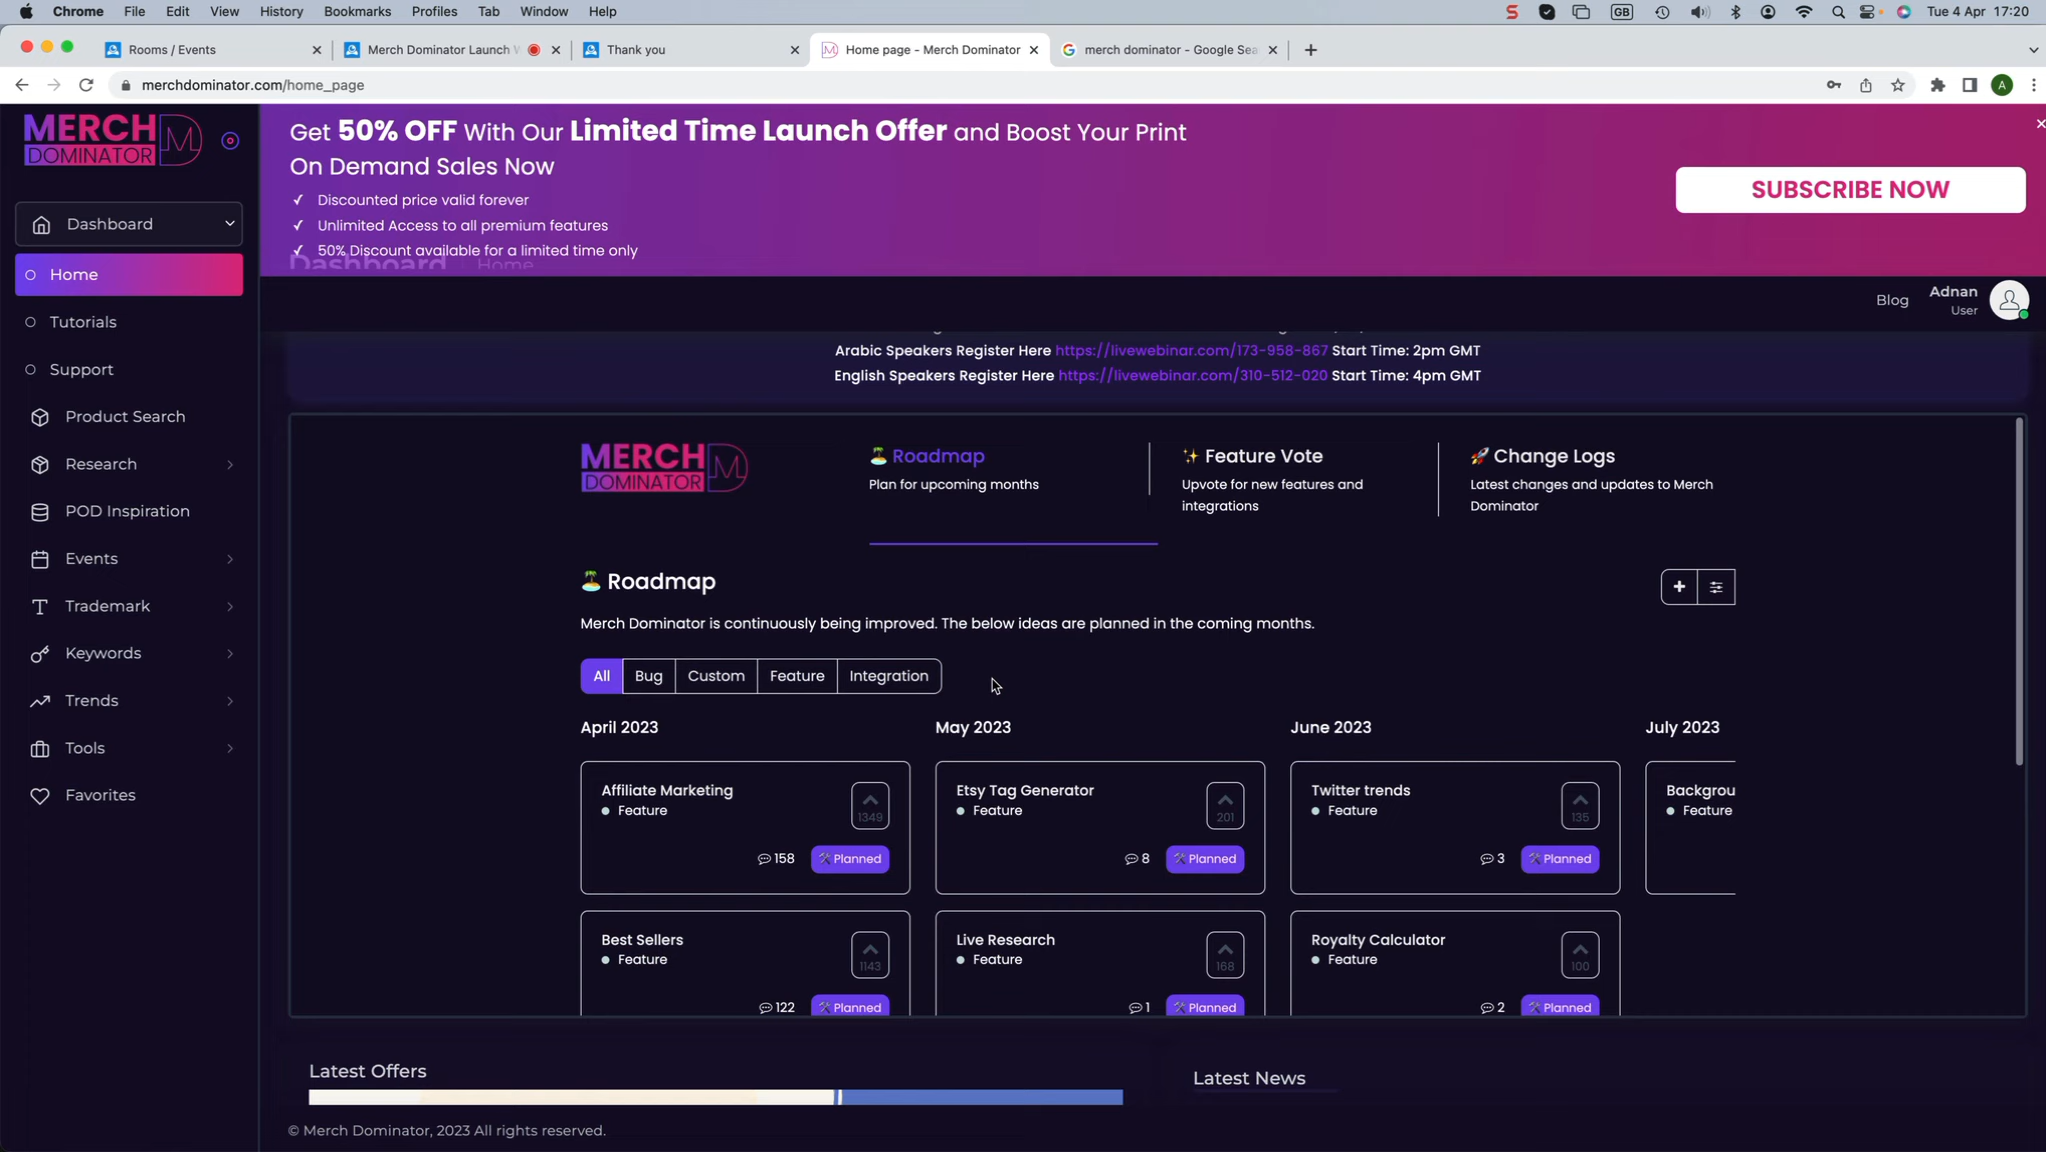 Chrome File Edit View History Bookmarks Profiles Tab Window Help
GB Tue 4 Apr 17:20
Rooms / Events
Merch Dominator Launch W
Thank you
Home page - Merch Dominator
merch dominator - Google Sea
merchdominator.com/home_page
A
MERCH
DOMINATOR
Dashboard
Home
Tutorials
Support
Product Search
Research
POD Inspiration
Events
Trademark
Keywords
Trends
Tools
Favorites
Get 50% OFF With Our Limited Time Launch Offer and Boost Your Print
On Demand Sales Now
✓ Discounted price valid forever
✓ Unlimited Access to all premium features
✓ 50% Discount available for a limited time only
SUBSCRIBE NOW
Dashboard Home
Blog
Adnan
User
Arabic Speakers Register Here https://livewebinar.com/173-958-867 Start Time: 2pm GMT
English Speakers Register Here https://livewebinar.com/310-512-020 Start Time: 4pm GMT
MERCH
DOMINATOR
Roadmap
Plan for upcoming months
Feature Vote
Upvote for new features and
integrations
Change Logs
Latest changes and updates to Merch
Dominator
Roadmap
Merch Dominator is continuously being improved. The below ideas are planned in the coming months.
All Bug Custom Feature Integration
April 2023
Affiliate Marketing
Feature
1349
158 Planned
Best Sellers
Feature
1143
122 Planned
May 2023
Etsy Tag Generator
Feature
201
8 Planned
Live Research
Feature
168
1 Planned
June 2023
Twitter trends
Feature
135
3 Planned
Royalty Calculator
Feature
100
2 Planned
July 2023
Backgrou
Feature
Latest Offers
Latest News
© Merch Dominator, 2023 All rights reserved.